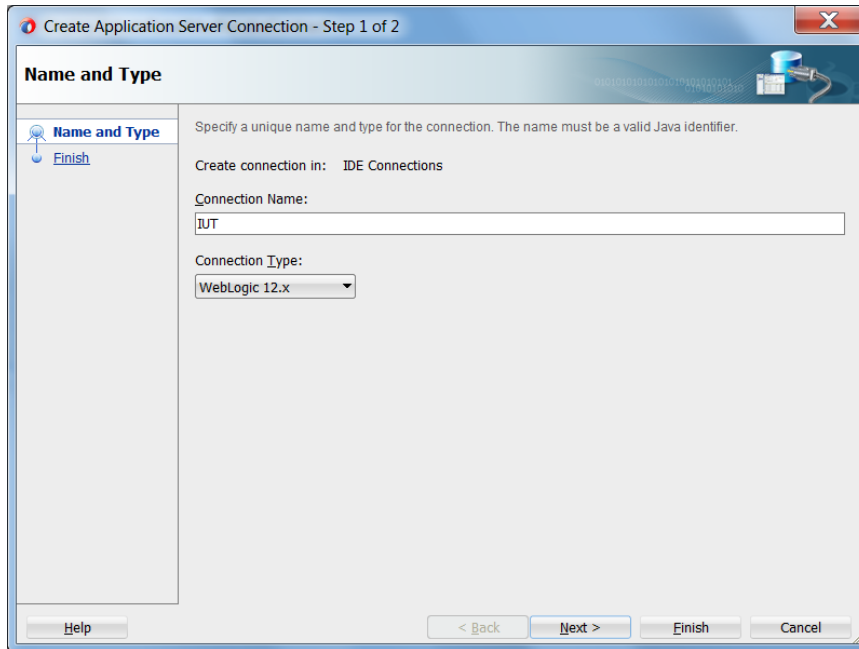 Create Application Server Connection - Step 1 of 2
Name and Type
Name and Type
Finish
Specify a unique name and type for the connection. The name must be a valid Java identifier.
Create connection in: IDE Connections
Connection Name:
IUT
Connection Type:
WebLogic 12.x
Help
< Back
Next >
Finish
Cancel